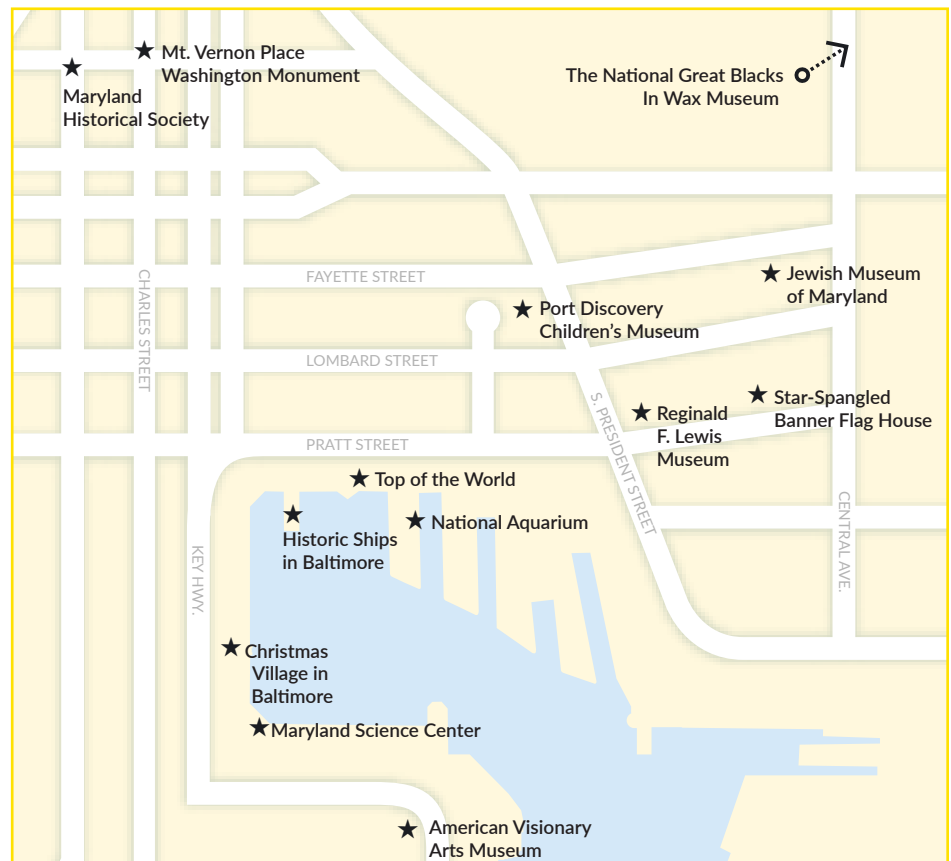 Mt. Vernon Place
Washington Monument
Maryland
Historical Society
The National Great Blacks
In Wax Museum
CHARLES STREET
FAYETTE STREET
Jewish Museum
of Maryland
Port Discovery
Children's Museum
LOMBARD STREET
S. PRESIDENT STREET
Star-Spangled
Banner Flag House
Reginald
F. Lewis
Museum
PRATT STREET
Top of the World
National Aquarium
Historic Ships
in Baltimore
CENTRAL AVE.
KEY HWY.
Christmas
Village in
Baltimore
Maryland Science Center
American Visionary
Arts Museum